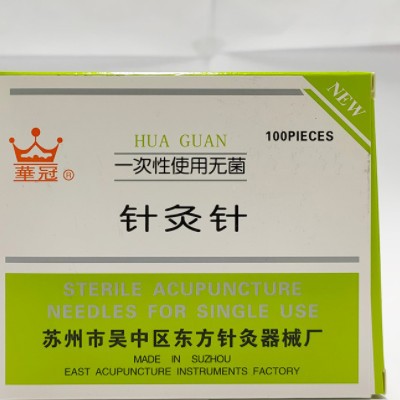 NEW
HUA GUAN
100PIECES
一次性使用无菌
華冠®
针灸针
STERILE ACUPUNCTURE
NEEDLES FOR SINGLE USE
苏州市吴中区东方针灸器械厂
MADE IN SUZHOU
EAST ACUPUNCTURE INSTRUMENTS FACTORY